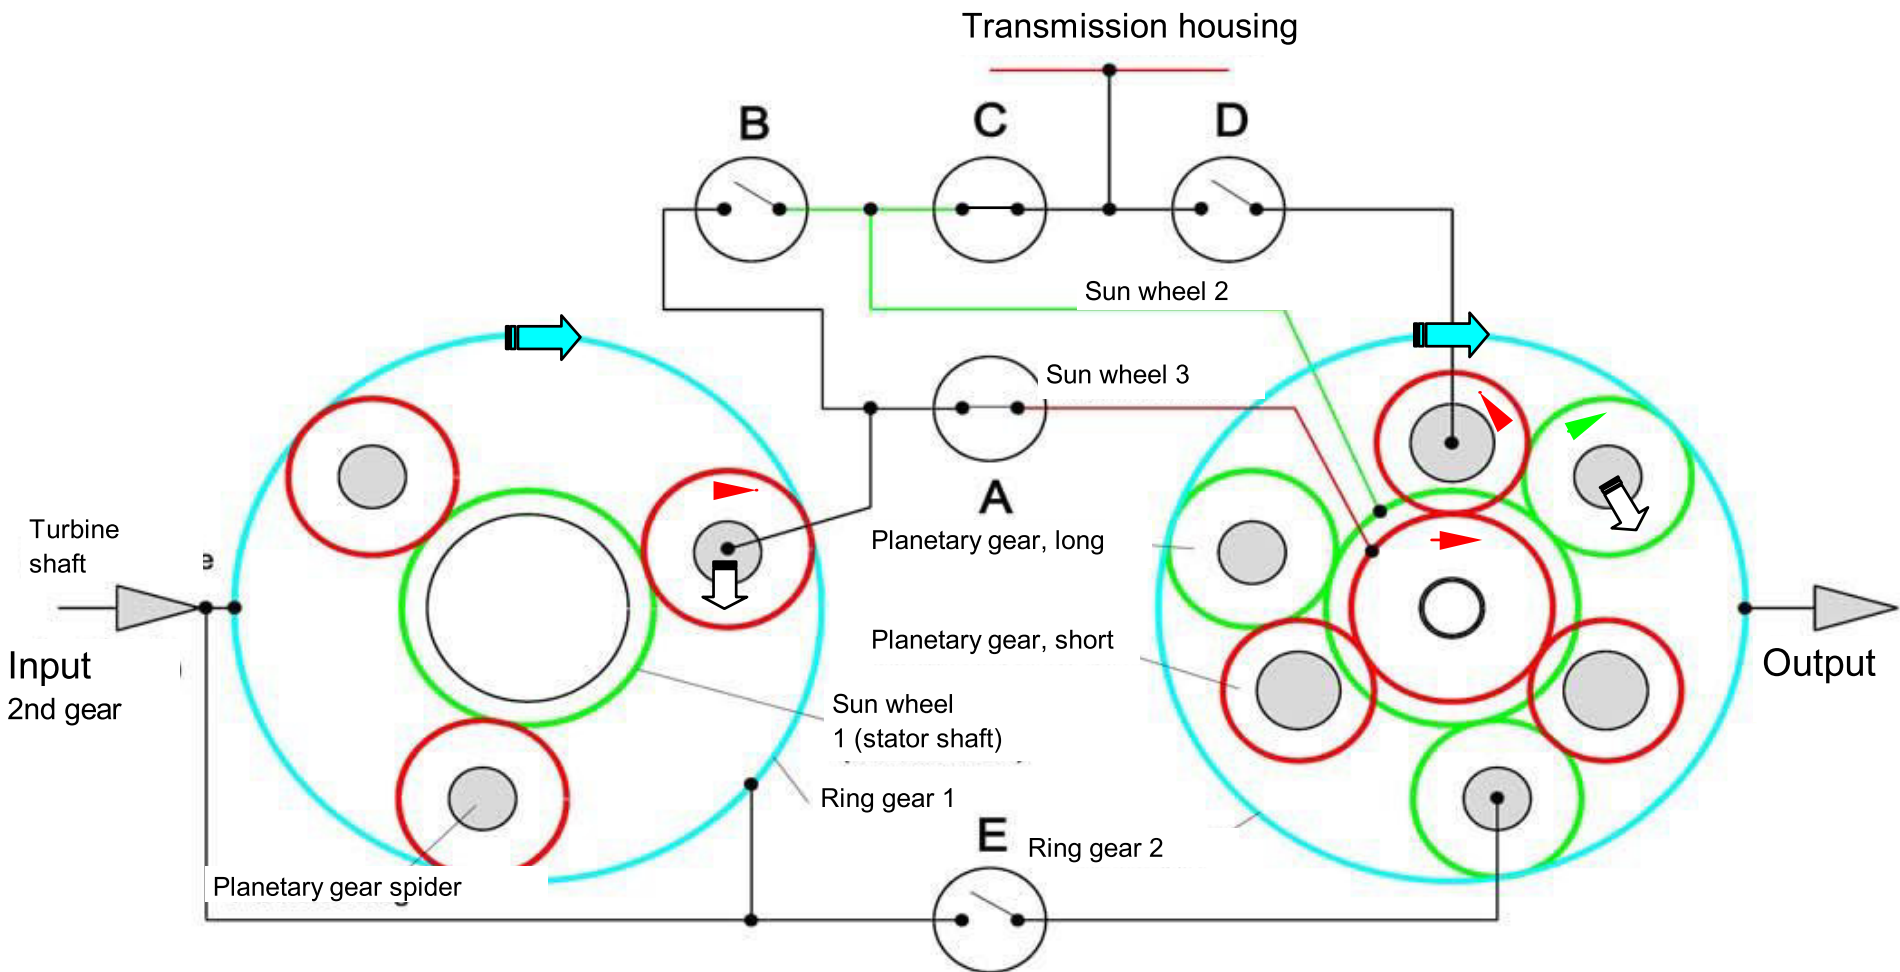 Transmission housing
B
C
D
Sun wheel 2
Sun wheel 3
A
Turbine
shaft
e
Planetary gear, long
Input
2nd gear
Planetary gear, short
Output
Sun wheel
1 (stator shaft)
Ring gear 1
E
Ring gear 2
Planetary gear spider